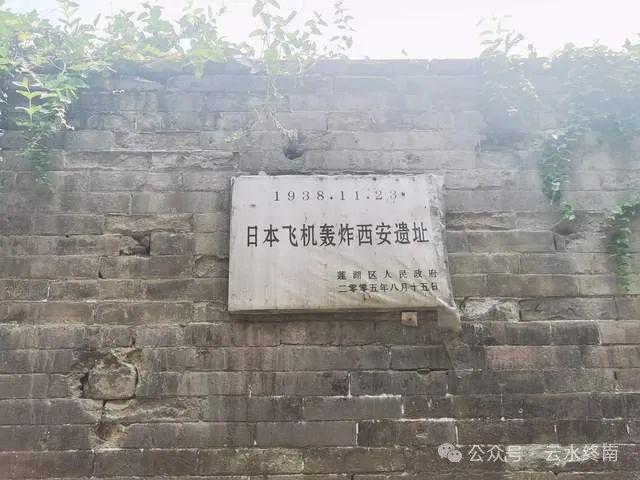 1938.11.23
日本飞机轰炸西安遗址
莲湖区人民政府
二零零五年八月十五日
公众号·云水终南